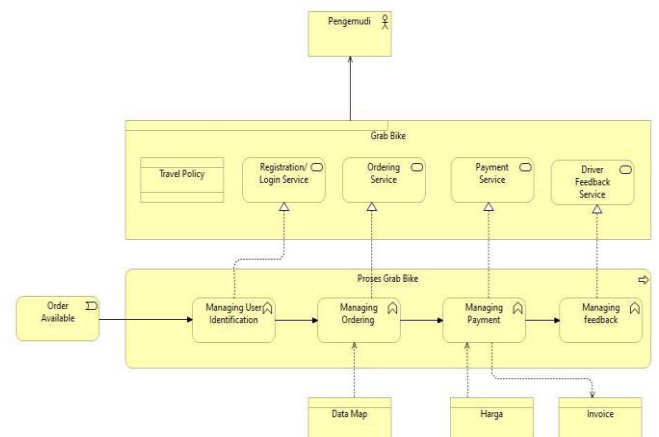 Pengemudi
Grab Bike
Travel Policy
Registration/
Login Service
Ordering
Service
Payment
Service
Driver
Feedback
Service
Proses Grab Bike
Order
Available
Managing User
Identification
Managing
Ordering
Managing
Payment
Managing
feedback
Data Map
Harga
Invoice